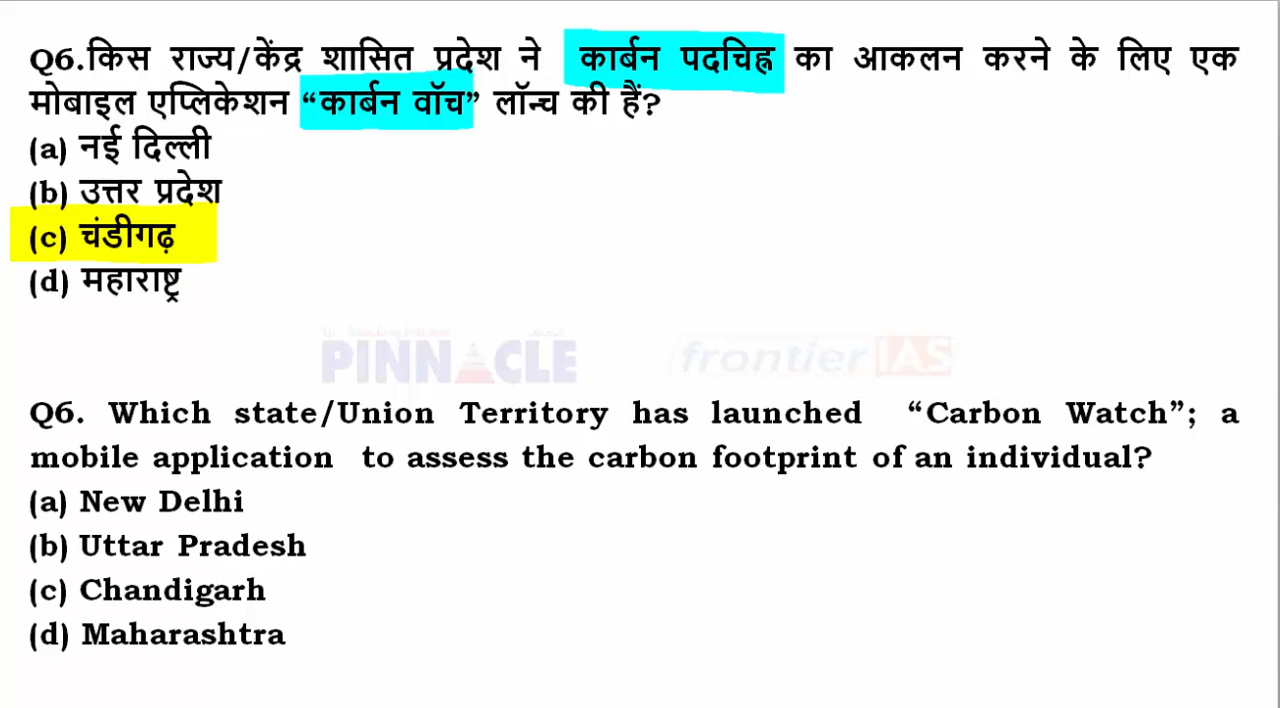 Q6.किस राज्य/केंद्र शासित प्रदेश ने कार्बन पदचिह्न का आकलन करने के लिए एक
मोबाइल एप्लिकेशन “कार्बन वॉच” लॉन्च की हैं?
(a) नई दिल्ली
(b) उत्तर प्रदेश
(c) चंडीगढ़
(d) महाराष्ट्र
PINNACLE frontier IAS
Q6. Which state/Union Territory has launched “Carbon Watch”; a
mobile application to assess the carbon footprint of an individual?
(a) New Delhi
(b) Uttar Pradesh
(c) Chandigarh
(d) Maharashtra